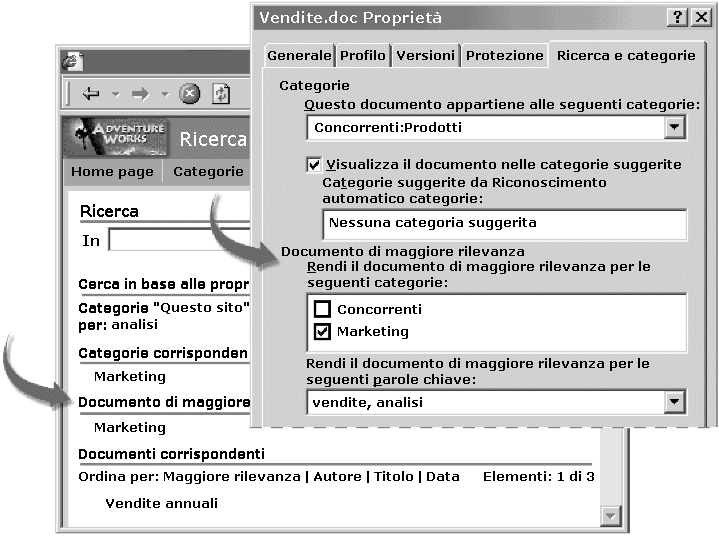 Vendite.doc Proprietà
Generale Profilo Versioni Protezione Ricerca e categorie
Categorie
Questo documento appartiene alle seguenti categorie:
Concorrenti:Prodotti
Visualizza il documento nelle categorie suggerite
Categorie suggerite da Riconoscimento
automatico categorie:
Nessuna categoria suggerita
Documento di maggiore rilevanza
Rendi il documento di maggiore rilevanza per le
seguenti categorie:
Concorrenti
Marketing
Rendi il documento di maggiore rilevanza per le
seguenti parole chiave:
vendite, analisi
ADVENTURE
WORKS
Ricerca
Home page Categorie
Ricerca
In
Cerca in base alle propr
Categorie "Questo sito"
per: analisi
Categorie corrisponden
Marketing
Documento di maggiore
Marketing
Documenti corrispondenti
Ordina per: Maggiore rilevanza | Autore | Titolo | Data Elementi: 1 di 3
Vendite annuali